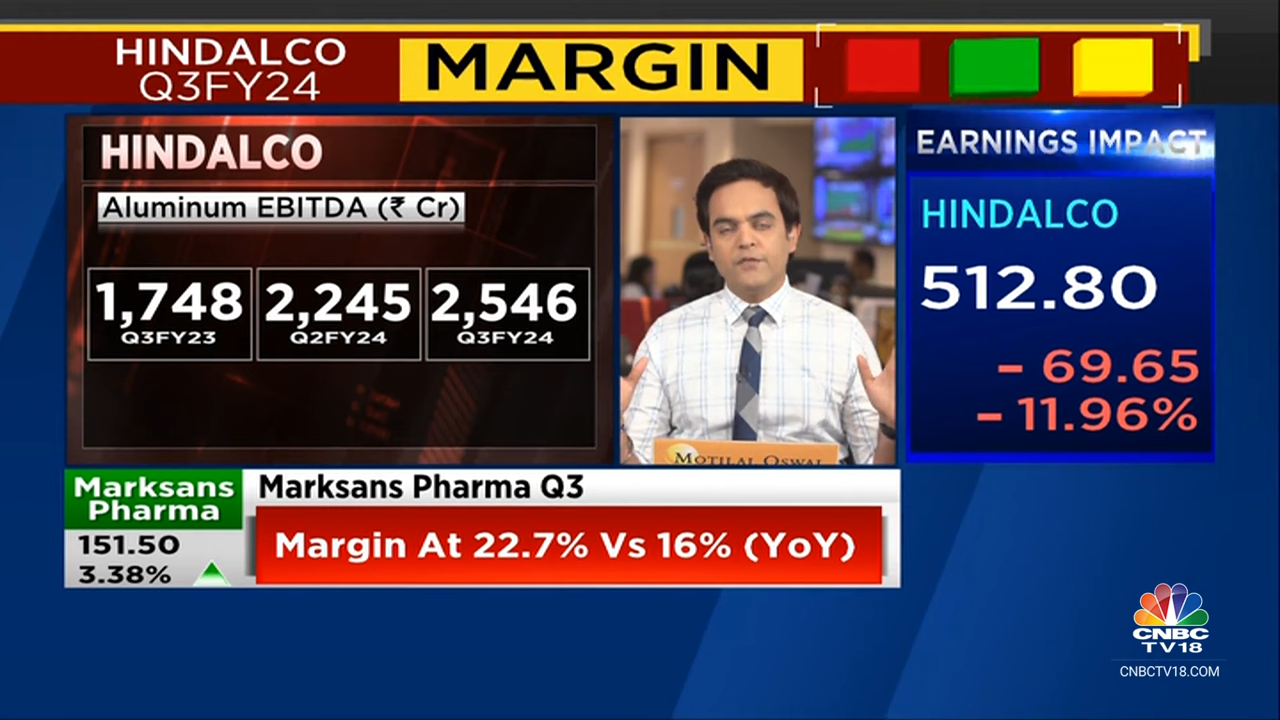 HINDALCO
Q3FY24
MARGIN
HINDALCO
Aluminum EBITDA (₹ Cr)
1,748
Q3FY23
2,245
Q2FY24
2,546
Q3FY24
MOTILAL OSWAL
EARNINGS IMPACT
HINDALCO
512.80
- 69.65
- 11.96%
Marksans
Pharma
151.50
3.38%
Marksans Pharma Q3
Margin At 22.7% Vs 16% (YoY)
CNBC
TV18
CNBCTV18.COM